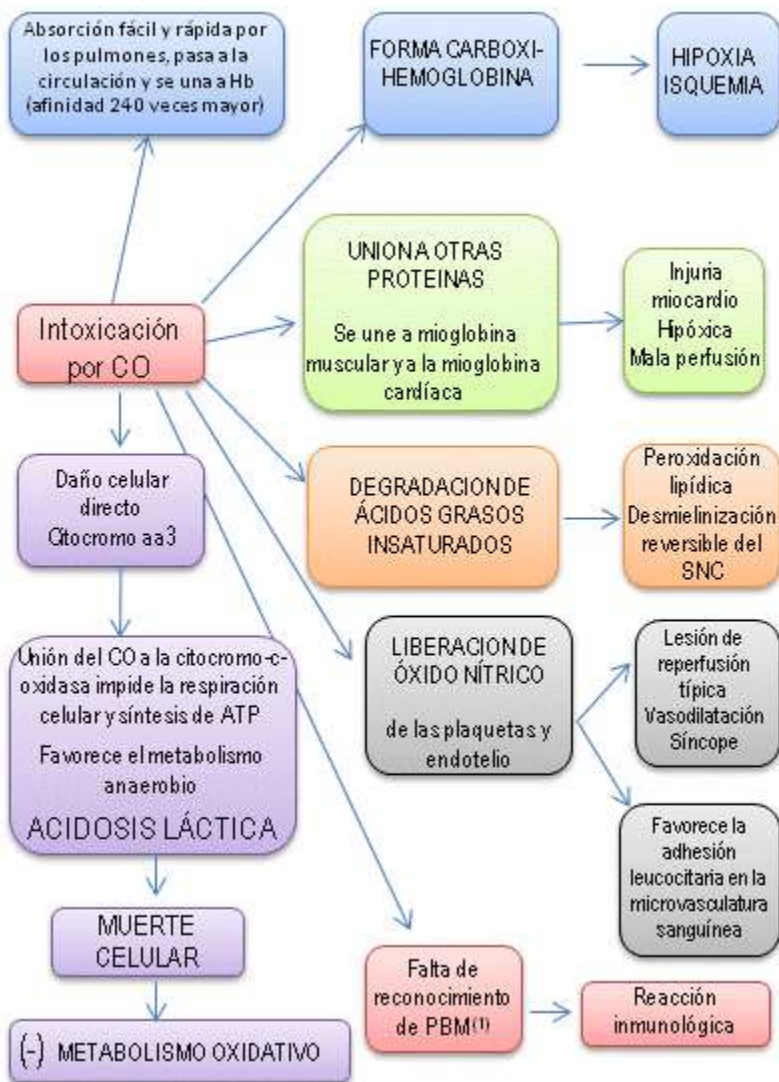 Absorción fácil y rápida por
los pulmones, pasa a la
circulación y se una a Hb
(afinidad 240 veces mayor)
FORMA CARBOXI-
HEMOGLOBINA
HIPOXIA
ISQUEMIA
Intoxicación
por CO
UNION A OTRAS
PROTEINAS
Se une a mioglobina
muscular y a la mioglobina
cardíaca
Injuria
miocardio
Hipóxica
Mala perfusión
Daño celular
directo
Citocromo aa3
DEGRADACION DE
ÁCIDOS GRASOS
INSATURADOS
Peroxidación
lipídica
Desmielinización
reversible del
SNC
Unión del CO a la citocromo-c-
oxidasa impide la respiración
celular y síntesis de ATP
Favorece el metabolismo
anaerobio
ACIDOSIS LÁCTICA
LIBERACION DE
ÓXIDO NÍTRICO
de las plaquetas y
endotelio
Lesión de
reperfusión
típica
Vasodilatación
Síncope
Favorece la
adhesión
leucocitaria en la
microvasculatura
sanguínea
MUERTE
CELULAR
Falta de
reconocimiento
de PBM(1)
Reacción
inmunológica
(-) METABOLISMO OXIDATIVO